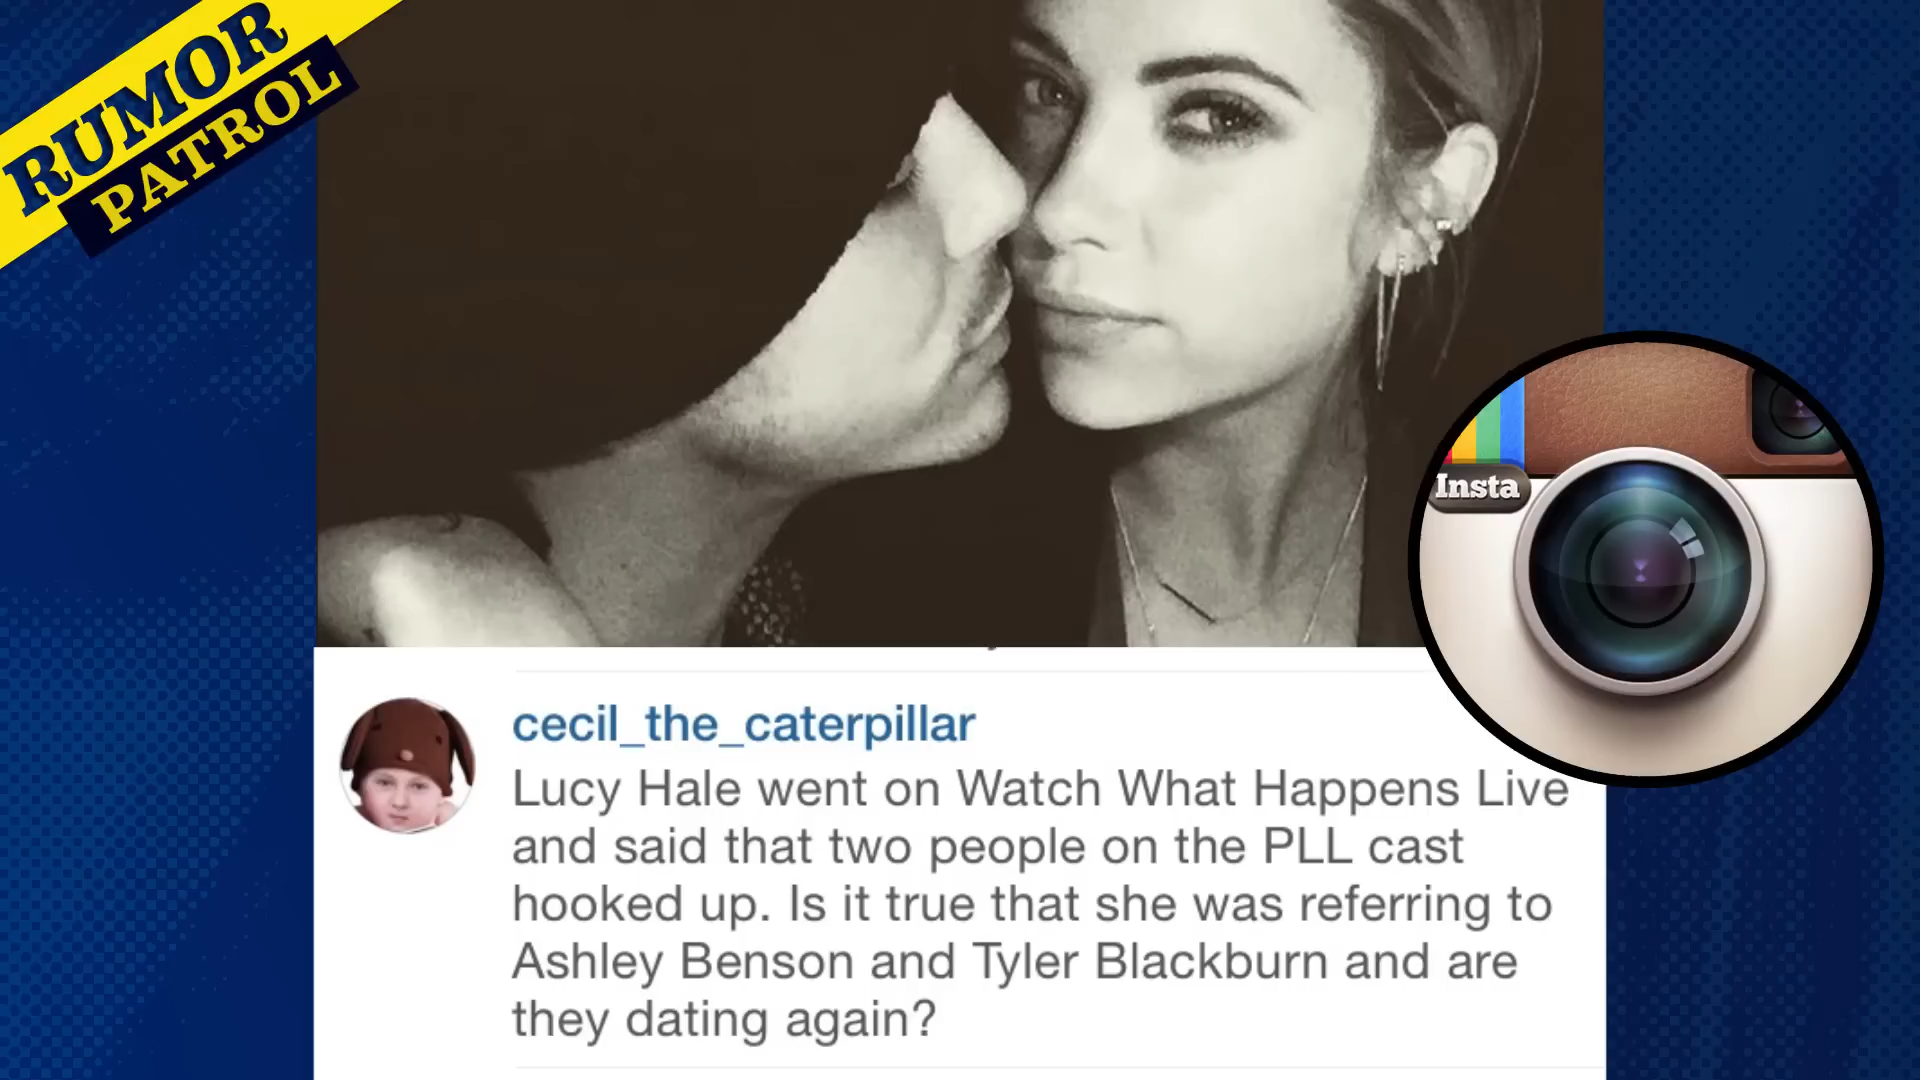 RUMOR
PATROL
Insta
cecil_the_caterpillar
Lucy Hale went on Watch What Happens Live
and said that two people on the PLL cast
hooked up. Is it true that she was referring to
Ashley Benson and Tyler Blackburn and are
they dating again?